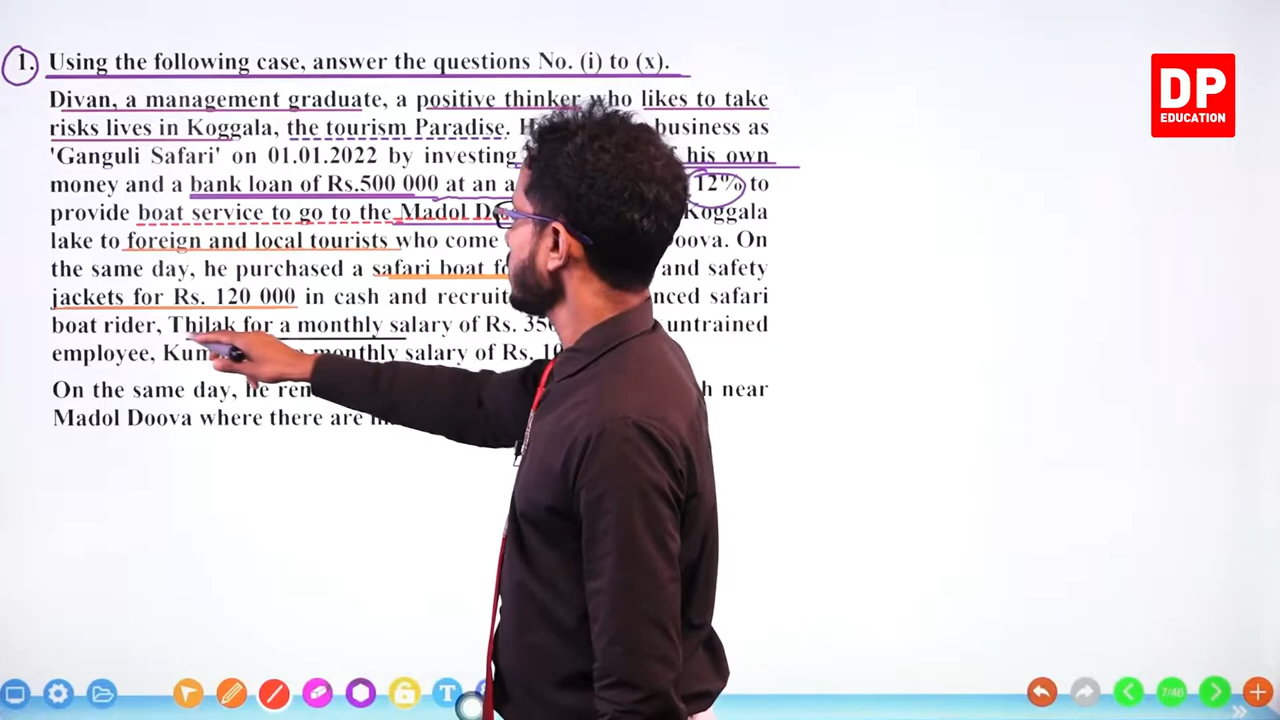 1. Using the following case, answer the questions No. (i) to (x).
Divan, a management graduate, a positive thinker who likes to take
risks lives in Koggala, the tourism Paradise. business as
'Ganguli Safari' on 01.01.2022 by investing his own
money and a bank loan of Rs.500 000 at an 12% to
provide boat service to go to the Madol Koggala
lake to foreign and local tourists who come Doova. On
the same day, he purchased a safari boat and safety
jackets for Rs. 120 000 in cash and safari
boat rider, Thilak for a monthly salary of Rs. untrained
employee, monthly salary of Rs.
On the same day, he near
Madol Doova where there are
DP
EDUCATION
T
7/46